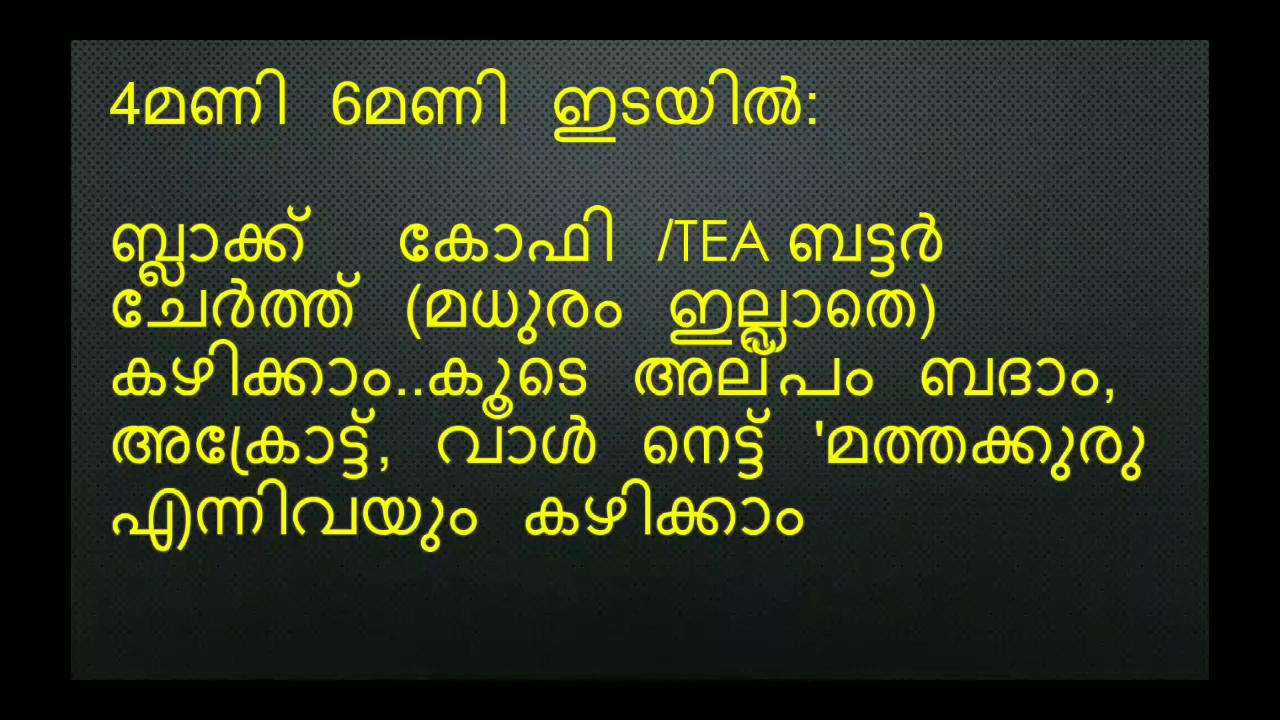 4മണി 6മണി ഇടയിൽ:
ബ്ലാക്ക് കോഫി /TEA ബട്ടർ
ചേർത്ത് (മധുരം ഇല്ലാതെ)
കഴിക്കാം..കൂടെ അല്പം ബദാം,
അക്രോട്ട്, വാൾ നെട്ട് 'മത്തക്കുരു
എന്നിവയും കഴിക്കാം